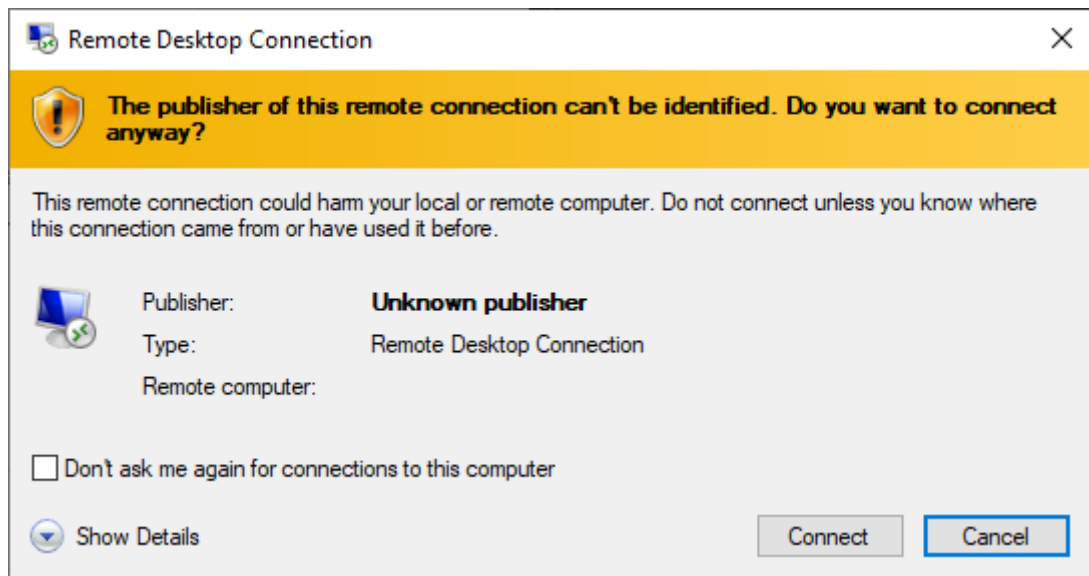 Remote Desktop Connection
The publisher of this remote connection can't be identified. Do you want to connect
anyway?
This remote connection could harm your local or remote computer. Do not connect unless you know where
this connection came from or have used it before.
Publisher: Unknown publisher
Type: Remote Desktop Connection
Remote computer:
Don't ask me again for connections to this computer
Show Details Connect Cancel